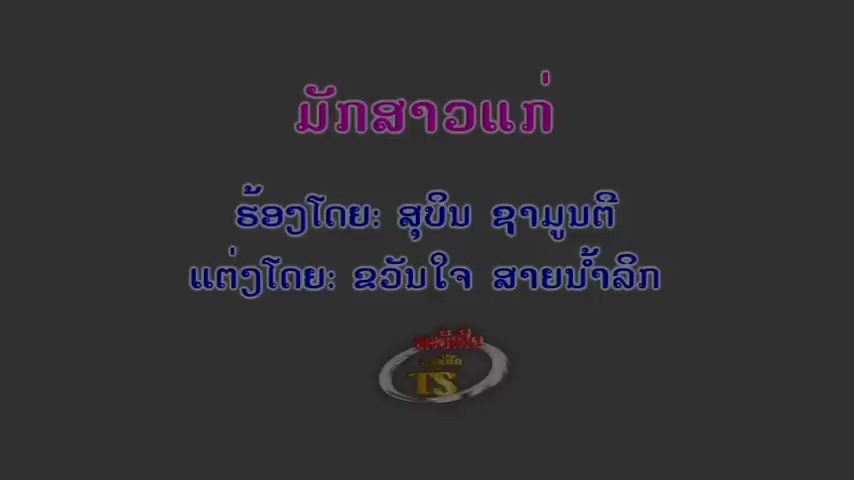 ມັກສາວແກ່
ຮ້ອງໂດຍ: ສຸບິນ ຊາມູນຕີ
ແຕ່ງໂດຍ: ຂວັນໃຈ ສາຍນ້ຳລຶກ
TS